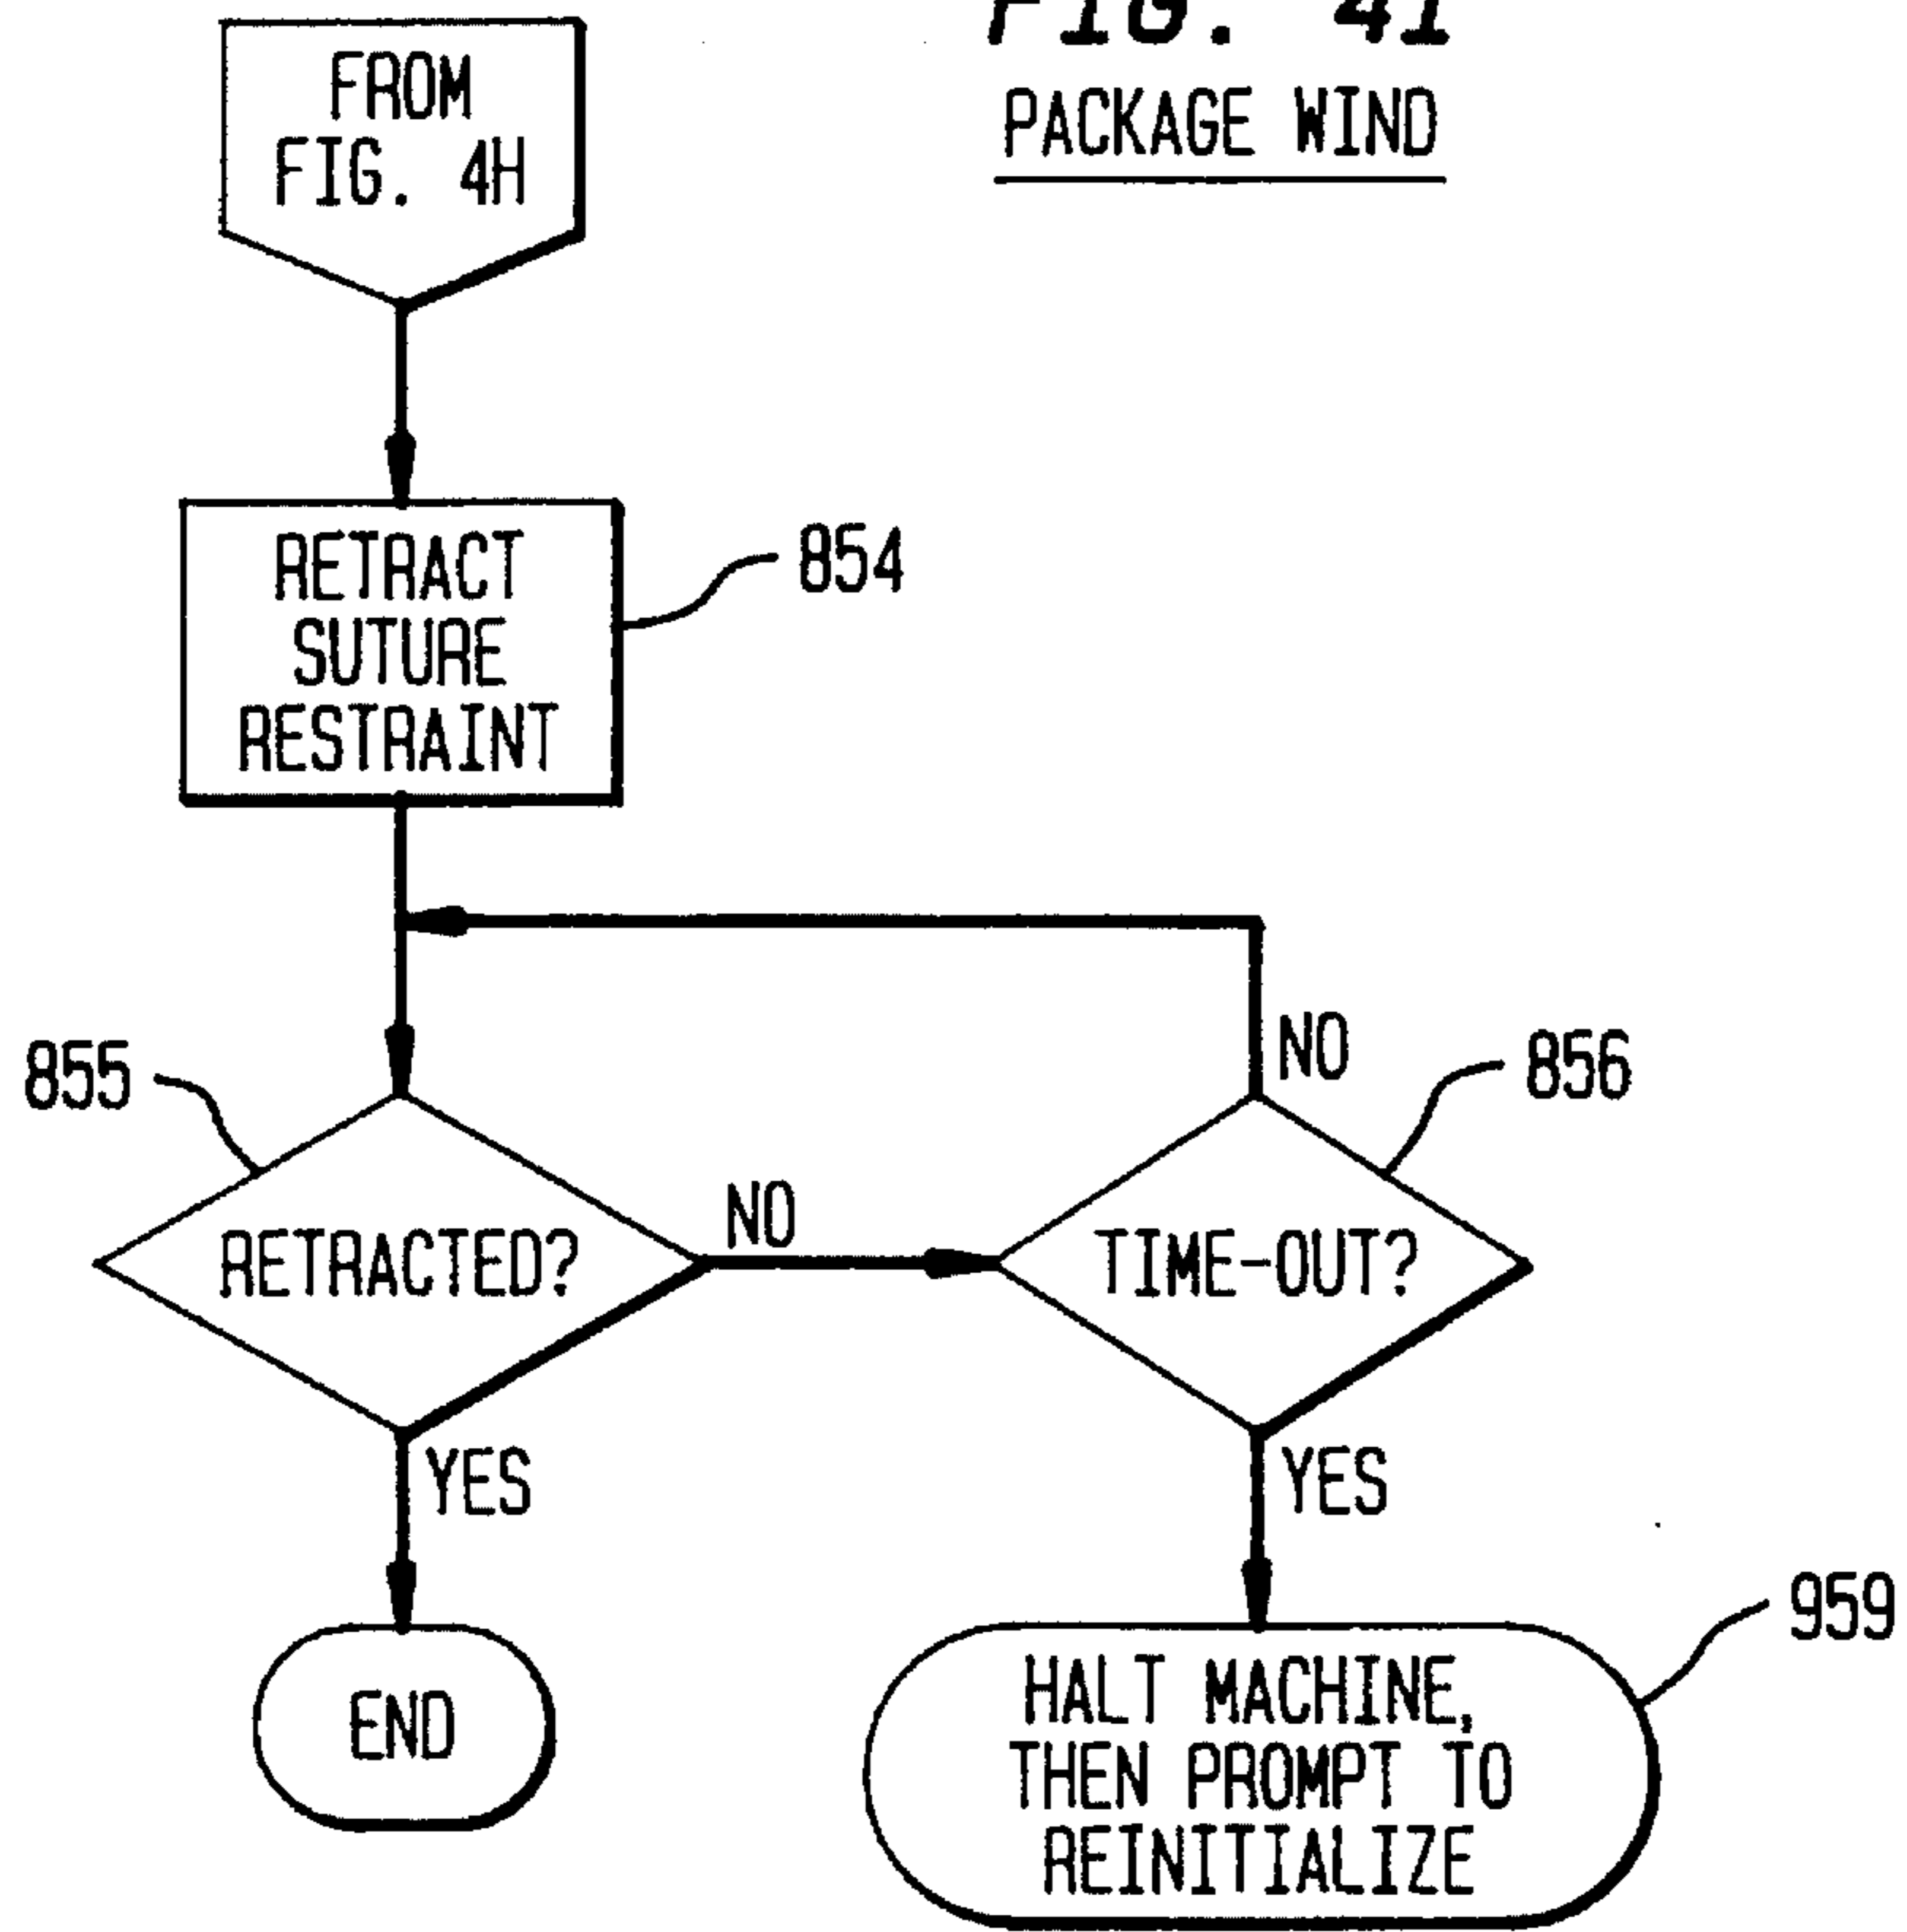 FIG. 4I
PACKAGE WIND
FROM
FIG. 4H
RETRACT
SUTURE
RESTRAINT
854
855
RETRACTED?
NO
YES
856
TIME-OUT?
NO
YES
END
959
HALT MACHINE,
THEN PROMPT TO
REINITIALIZE